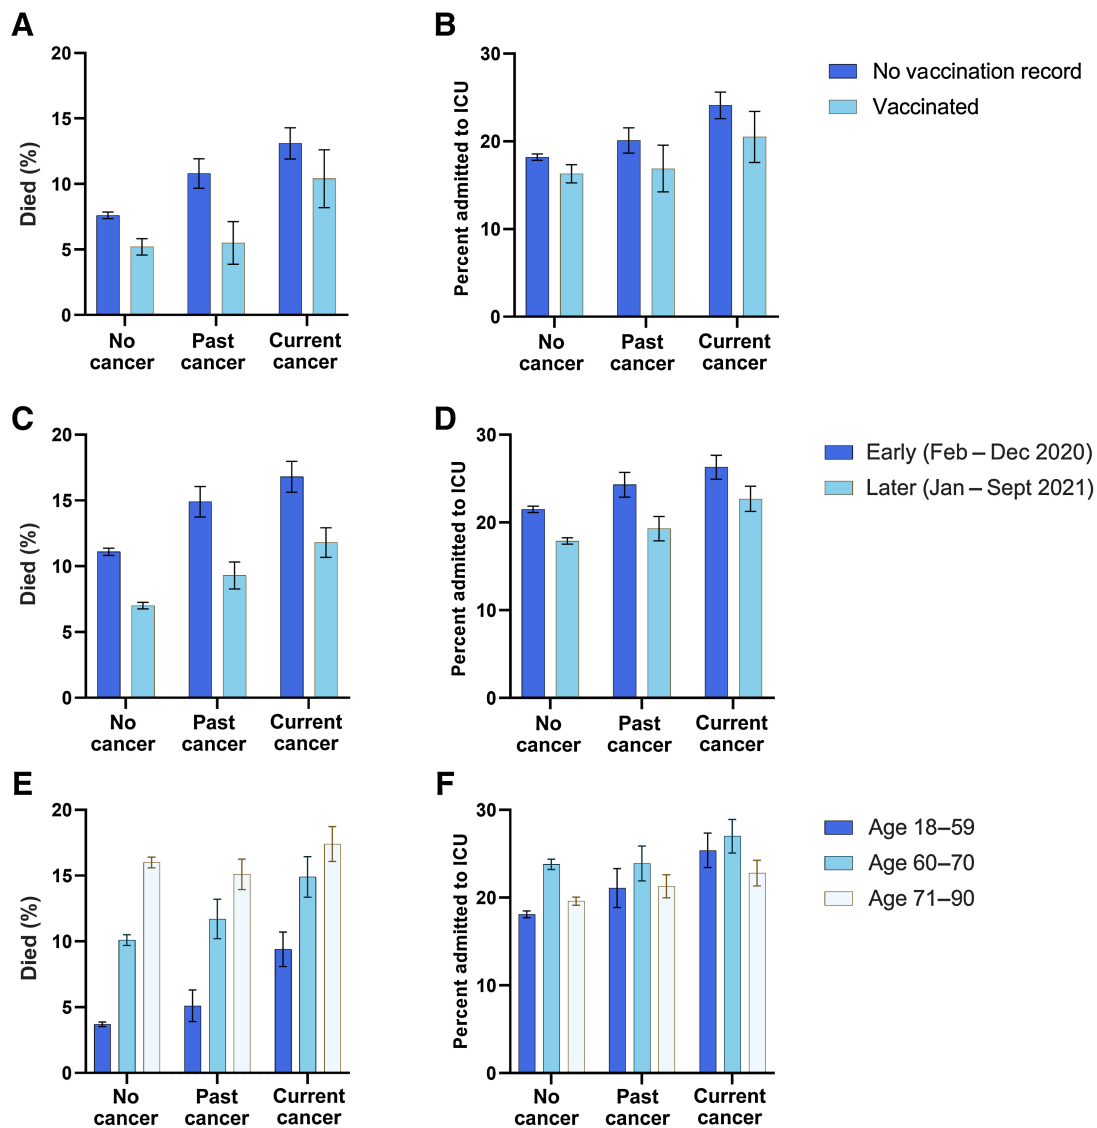 A
Died (%)
20
15
10
5
0
No cancer
Past cancer
Current cancer
B
Percent admitted to ICU
30
20
10
0
No cancer
Past cancer
Current cancer
No vaccination record
Vaccinated
C
Died (%)
20
15
10
5
0
No cancer
Past cancer
Current cancer
D
Percent admitted to ICU
30
20
10
0
No cancer
Past cancer
Current cancer
Early (Feb – Dec 2020)
Later (Jan – Sept 2021)
E
Died (%)
20
15
10
5
0
No cancer
Past cancer
Current cancer
F
Percent admitted to ICU
30
20
10
0
No cancer
Past cancer
Current cancer
Age 18–59
Age 60–70
Age 71–90